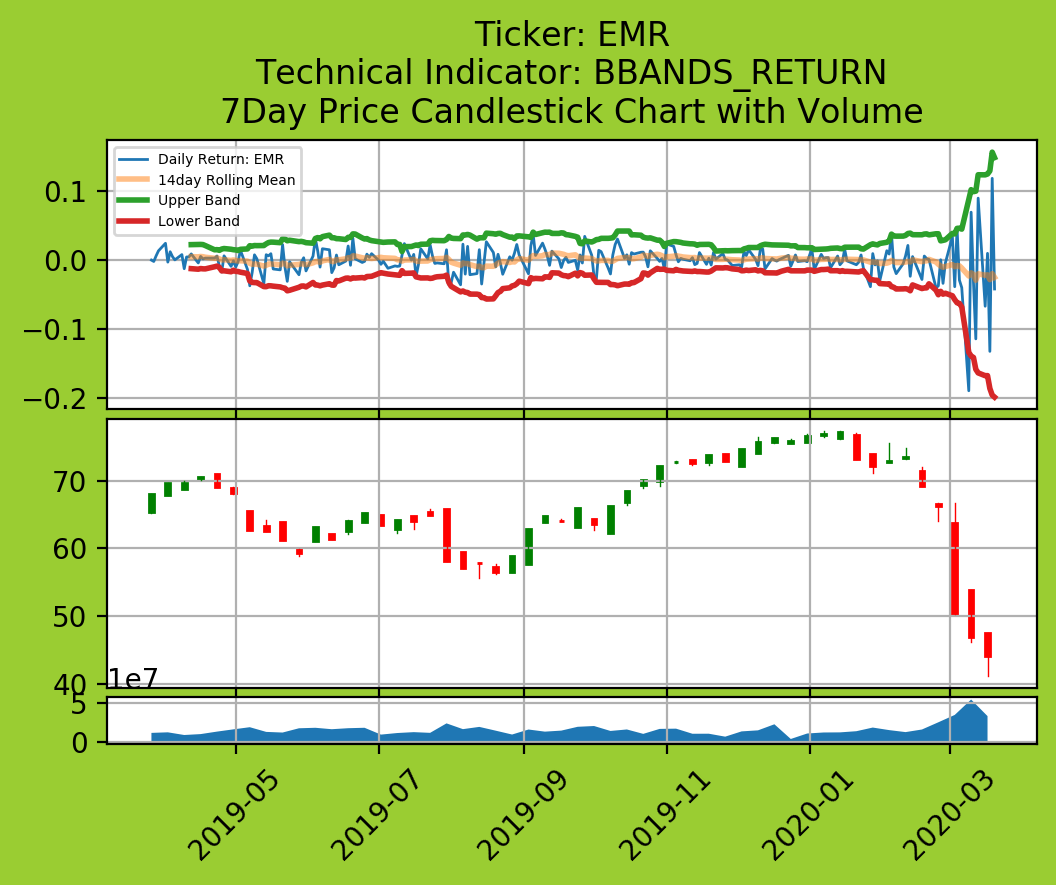 Ticker: EMR
Technical Indicator: BBANDS_RETURN
7Day Price Candlestick Chart with Volume
Daily Return: EMR
14day Rolling Mean
Upper Band
Lower Band
0.1
0.0
−0.1
−0.2
70
60
50
40
1e7
5
0
2019-05
2019-07
2019-09
2019-11
2020-01
2020-03